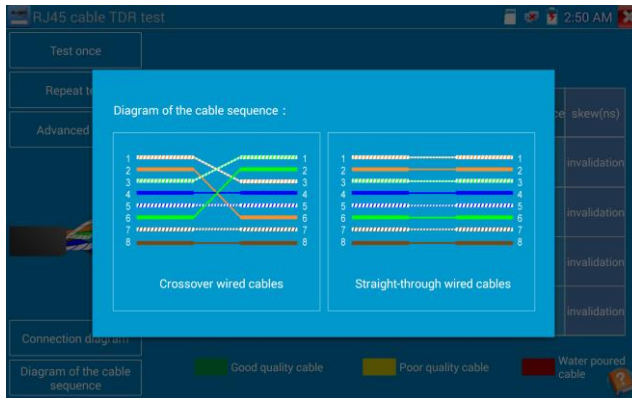 RJ45 cable TDR test
2:50 AM
Test once
Repeat te
Advanced
ce skew(ns)
invalidation
invalidation
invalidation
invalidation
Diagram of the cable sequence :
1 1
2 2
3 3
4 4
5 5
6 6
7 7
8 8
Crossover wired cables
1 1
2 2
3 3
4 4
5 5
6 6
7 7
8 8
Straight-through wired cables
Connection diagram
Diagram of the cable
sequence
Good quality cable
Poor quality cable
Water poured
cable
?